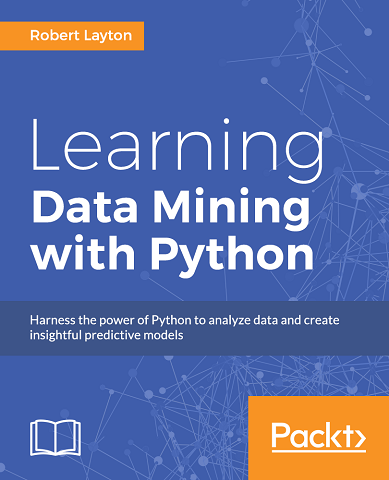 Robert Layton
Learning
Data Mining
with Python
Harness the power of Python to analyze data and create
insightful predictive models
Packt>